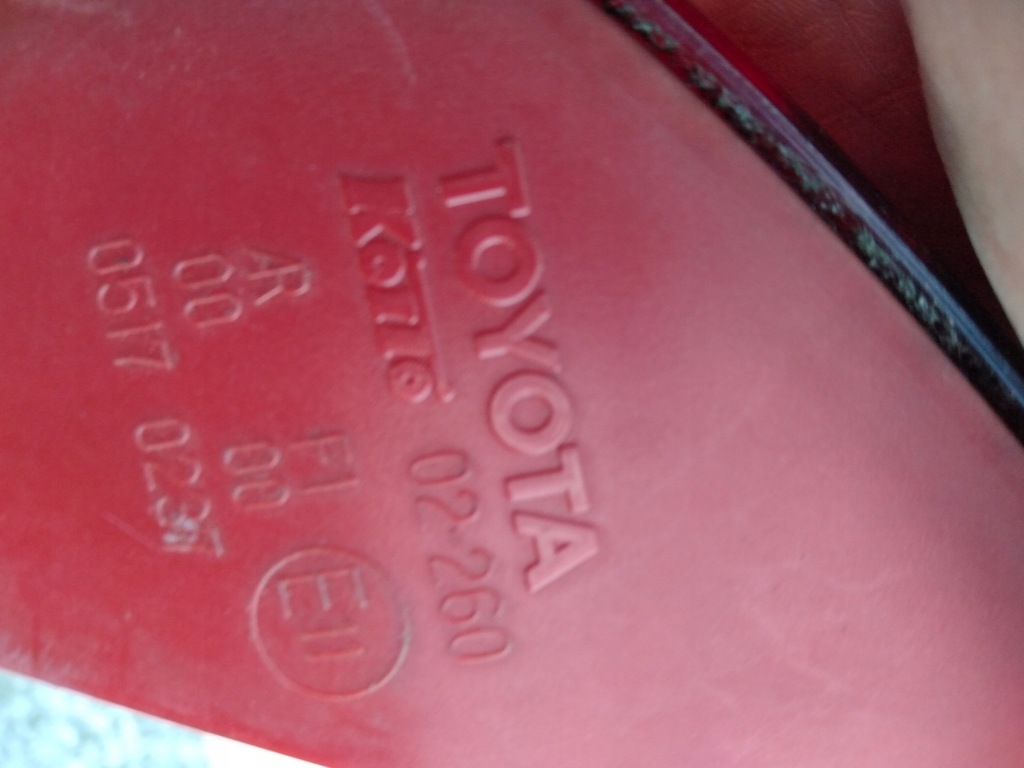 TOYOTA
Koito 02-260
AR F1
00 00
0517 0237
E11